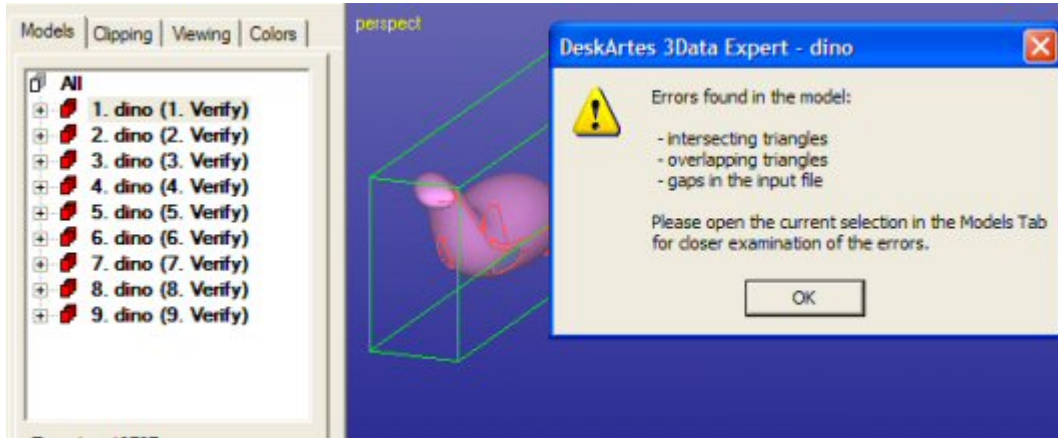 Models
Clipping
Viewing
Colors
All
1. dino (1. Verify)
2. dino (2. Verify)
3. dino (3. Verify)
4. dino (4. Verify)
5. dino (5. Verify)
6. dino (6. Verify)
7. dino (7. Verify)
8. dino (8. Verify)
9. dino (9. Verify)
perspect
DeskArtes 3Data Expert - dino
Errors found in the model:
- intersecting triangles
- overlapping triangles
- gaps in the input file
Please open the current selection in the Models Tab
for closer examination of the errors.
OK